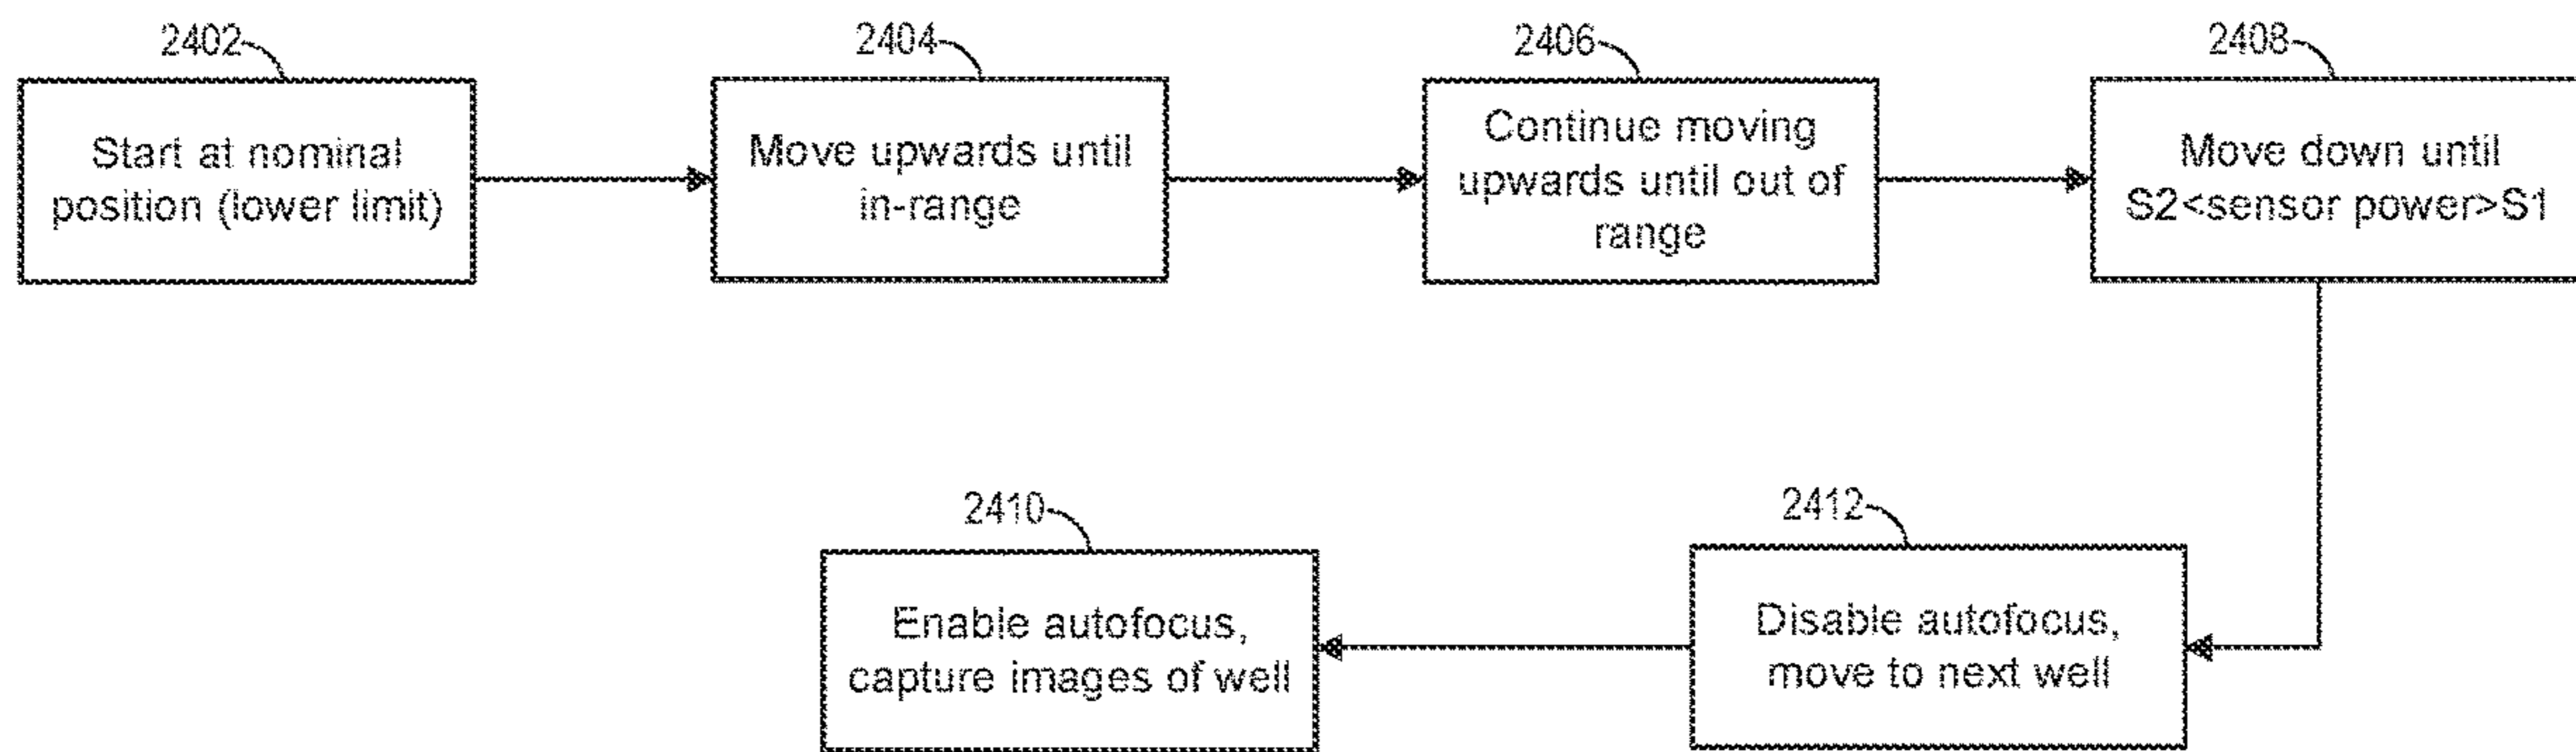 2402
Start at nominal
position (lower limit)
2404
Move upwards until
in-range
2406
Continue moving
upwards until out of
range
2408
Move down until
S2<sensor power>S1
2410
Enable autofocus,
capture images of well
2412
Disable autofocus,
move to next well